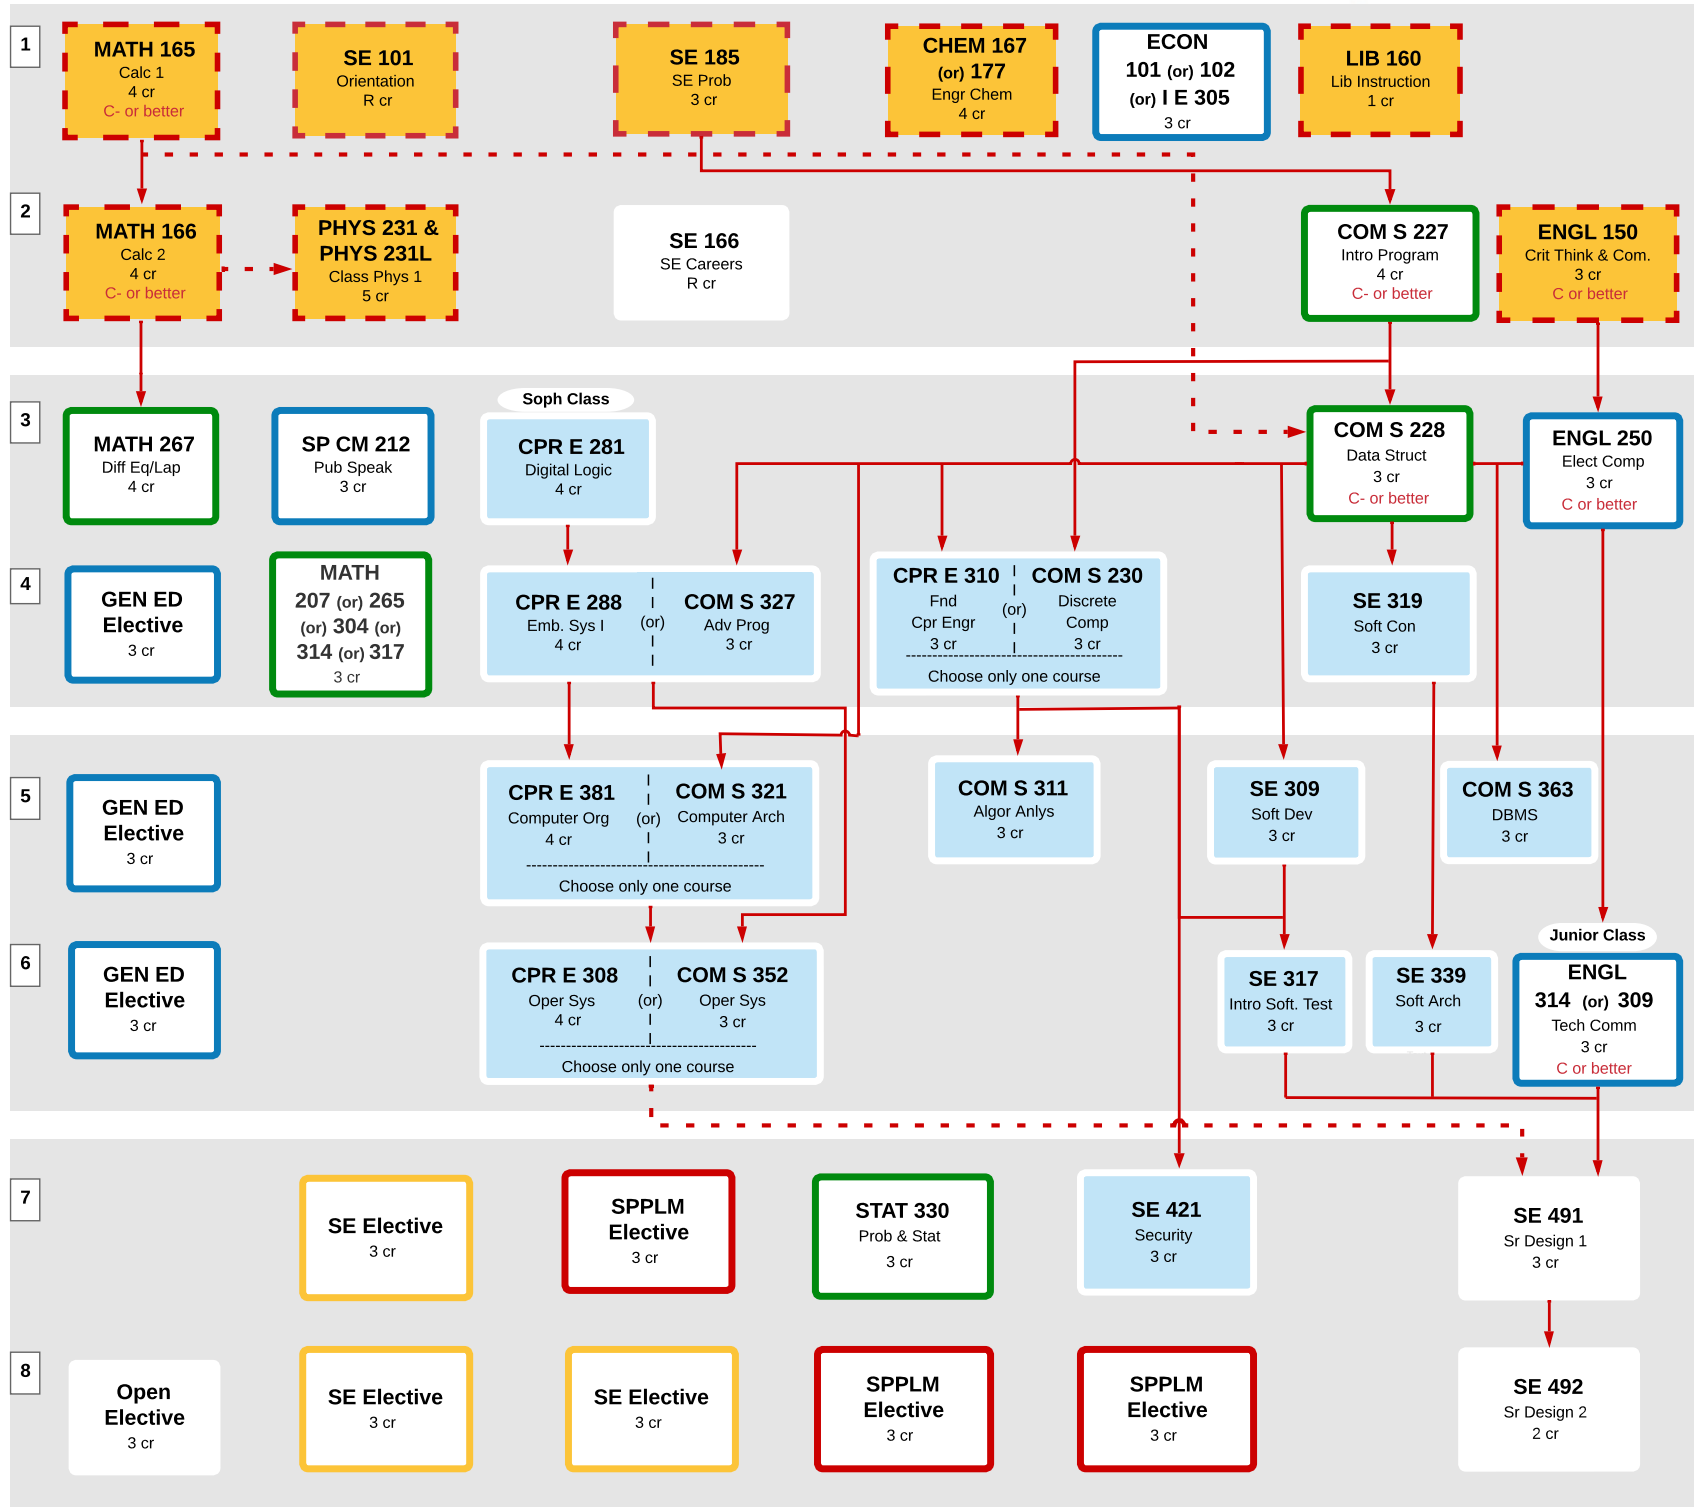 1
MATH 165
Calc 1
4 cr
C- or better
SE 101
Orientation
R cr
SE 185
SE Prob
3 cr
CHEM 167
(or) 177
Engr Chem
4 cr
ECON
101 (or) 102
(or) I E 305
3 cr
LIB 160
Lib Instruction
1 cr
2
MATH 166
Calc 2
4 cr
C- or better
PHYS 231 &
PHYS 231L
Class Phys 1
5 cr
SE 166
SE Careers
R cr
COM S 227
Intro Program
4 cr
C- or better
ENGL 150
Crit Think & Com.
3 cr
C or better
3
MATH 267
Diff Eq/Lap
4 cr
SP CM 212
Pub Speak
3 cr
Soph Class
CPR E 281
Digital Logic
4 cr
COM S 228
Data Struct
3 cr
C- or better
ENGL 250
Elect Comp
3 cr
C or better
4
GEN ED
Elective
3 cr
MATH
207 (or) 265
(or) 304 (or)
314 (or) 317
3 cr
CPR E 288
Emb. Sys I
4 cr
(or)
COM S 327
Adv Prog
3 cr
CPR E 310
Fnd
Cpr Engr
3 cr
(or)
COM S 230
Discrete
Comp
3 cr
Choose only one course
SE 319
Soft Con
3 cr
5
GEN ED
Elective
3 cr
CPR E 381
Computer Org
4 cr
(or)
COM S 321
Computer Arch
3 cr
Choose only one course
COM S 311
Algor Anlys
3 cr
SE 309
Soft Dev
3 cr
COM S 363
DBMS
3 cr
6
GEN ED
Elective
3 cr
CPR E 308
Oper Sys
4 cr
(or)
COM S 352
Oper Sys
3 cr
Choose only one course
SE 317
Intro Soft. Test
3 cr
SE 339
Soft Arch
3 cr
Junior Class
ENGL
314 (or) 309
Tech Comm
3 cr
C or better
7
SE Elective
3 cr
SPPLM
Elective
3 cr
STAT 330
Prob & Stat
3 cr
SE 421
Security
3 cr
SE 491
Sr Design 1
3 cr
8
Open
Elective
3 cr
SE Elective
3 cr
SE Elective
3 cr
SPPLM
Elective
3 cr
SPPLM
Elective
3 cr
SE 492
Sr Design 2
2 cr